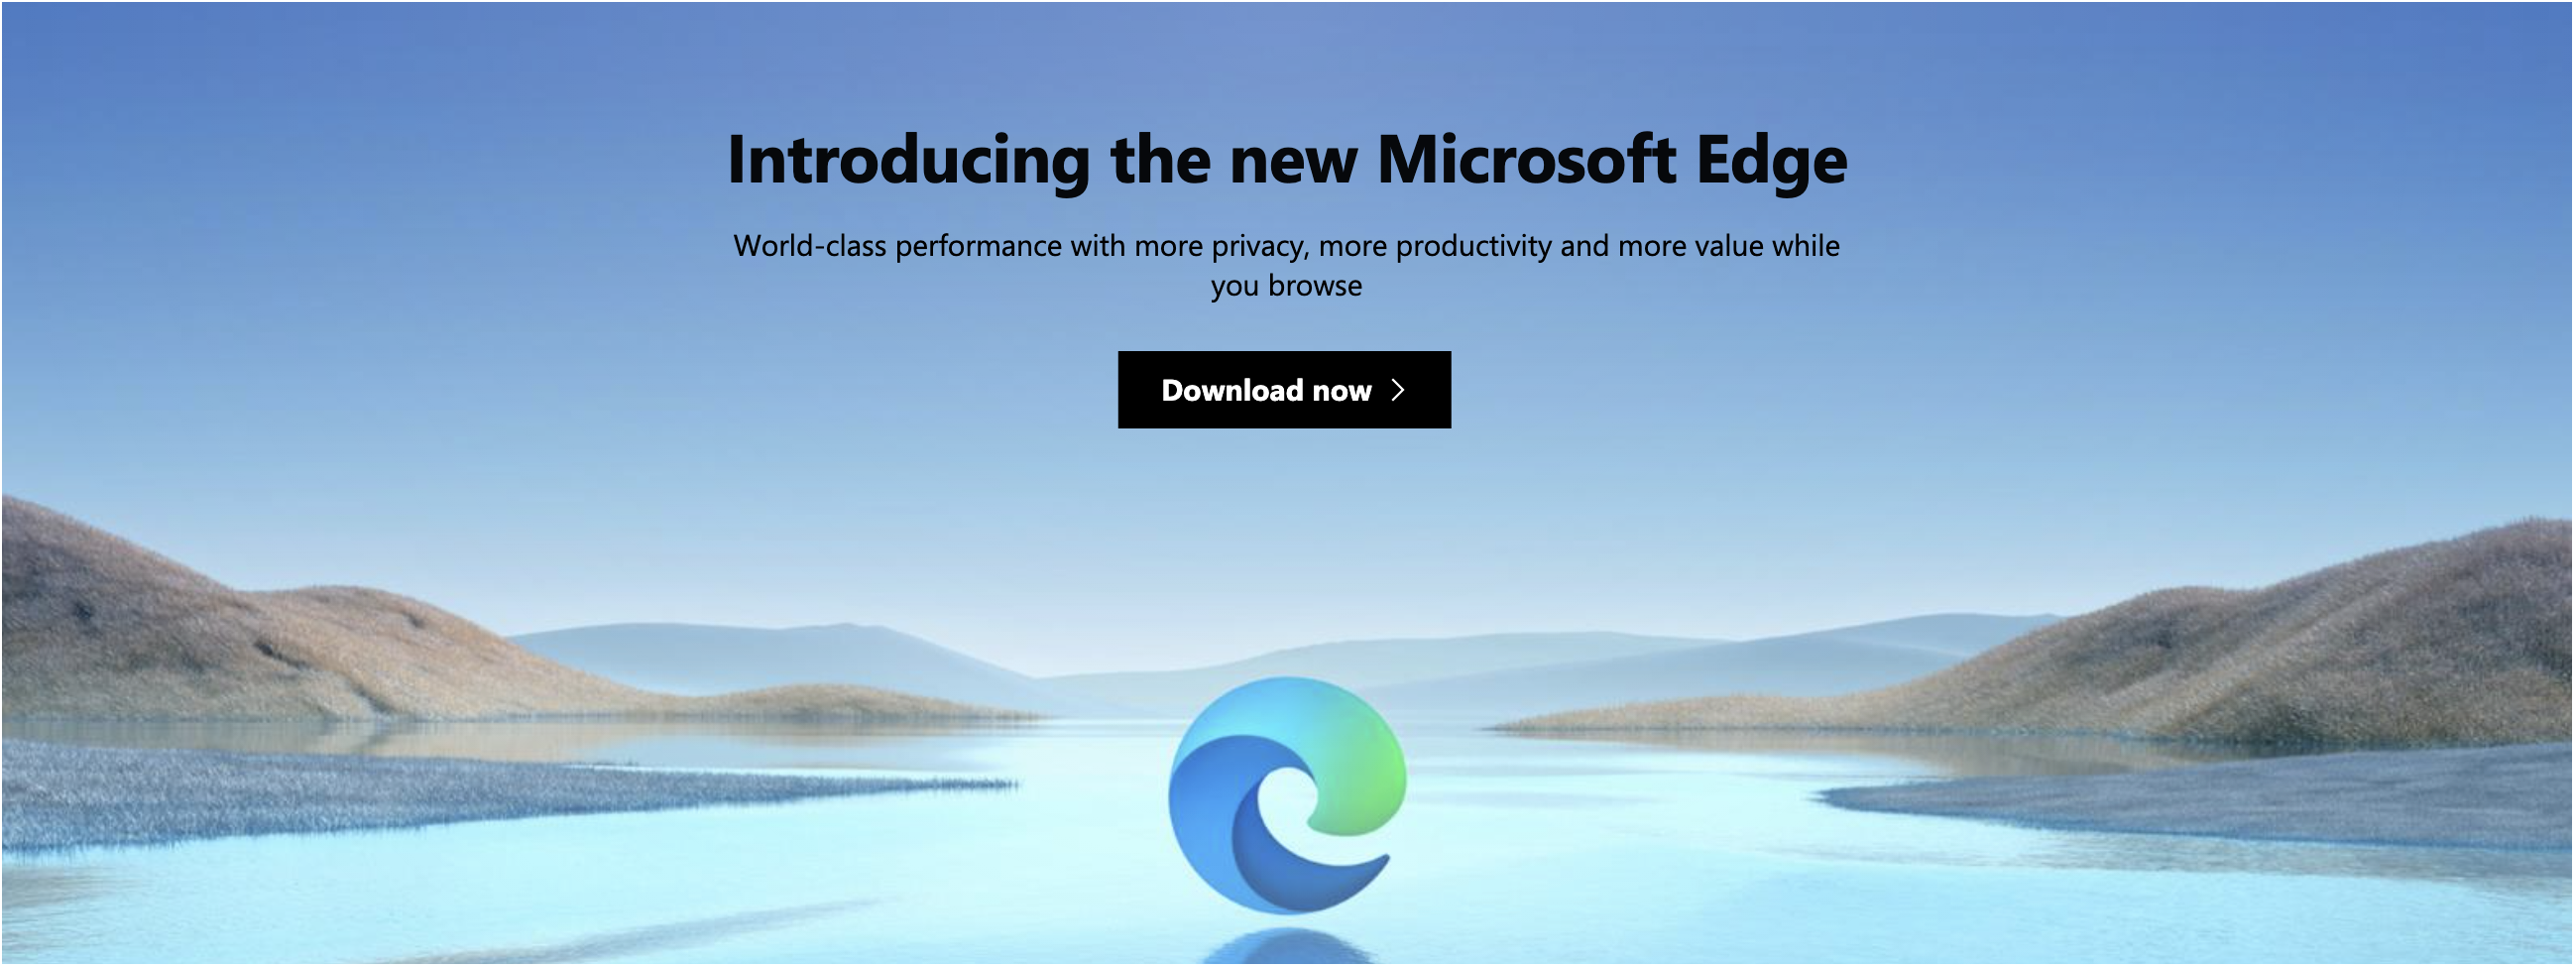 Introducing the new Microsoft Edge
World-class performance with more privacy, more productivity and more value while
you browse
Download now